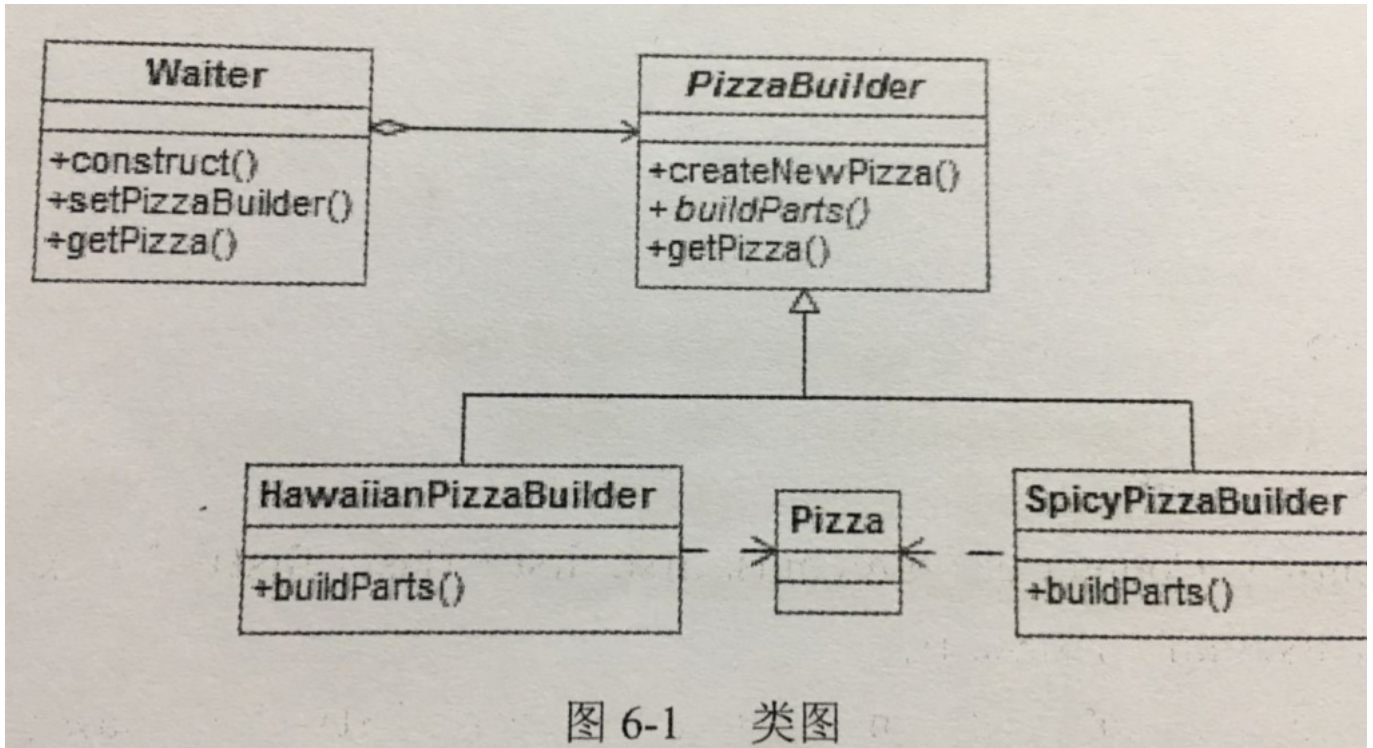 Waiter
+construct()
+setPizzaBuilder()
+getPizza()
PizzaBuilder
+createNewPizza()
+ buildParts()
+getPizza()
HawaiianPizzaBuilder
+buildParts()
Pizza
SpicyPizzaBuilder
+buildParts()
图 6-1 类图